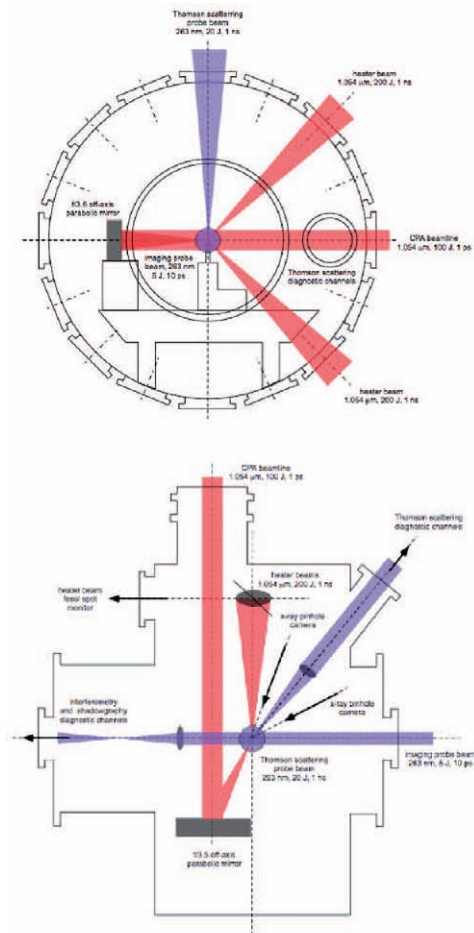 Thomson scattering
probe beam
263 nm, 20 J, 1 ns
heater beam
1.054 µm, 200 J, 1 ns
f/3.5 off-axis
parabolic mirror
CPA beamline
1.054 µm, 100 J, 1 ps
imaging probe
beam, 263 nm
5 J, 10 ps
Thomson scattering
diagnostic channels
heater beam
1.054 µm, 200 J, 1 ns
CPA beamline
1.054 µm, 100 J, 1 ps
Thomson scattering
diagnostic channels
heater beams
1.054 µm, 200 J, 1 ns
heater beam
focal spot
monitor
x-ray pinhole
camera
interferometry
and shadowgraphy
diagnostic channels
x-ray pinhole
camera
imaging probe beam
263 nm, 5 J, 10 ps
Thomson scattering
probe beam
263 nm, 20 J, 1 ns
f/3.5 off-axis
parabolic mirror